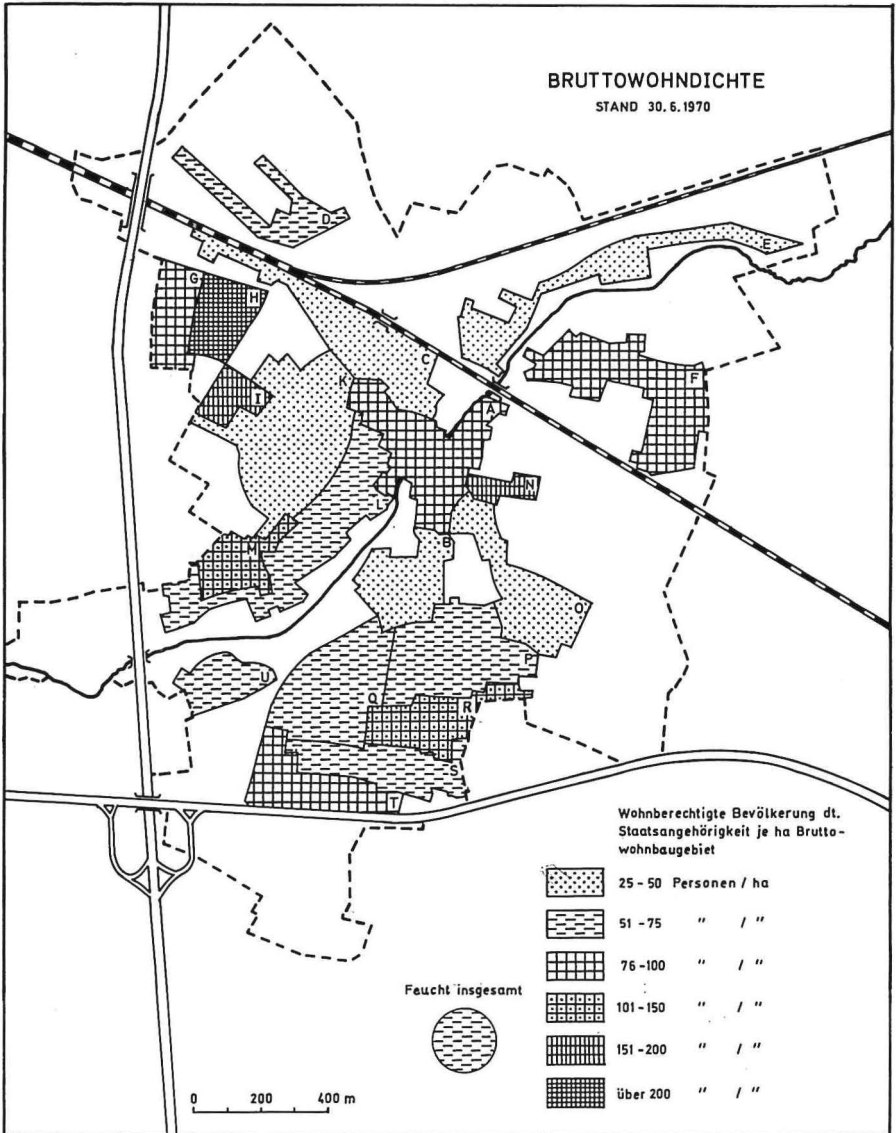 BRUTTOWOHNDICHTE
STAND 30.6.1970
D
E
G
H
C
F
K
A
I
L
N
B
M
O
P
U
Q
R
S
T
Wohnberechtigte Bevölkerung dt.
Staatsangehörigkeit je ha Brutto-
wohnbaugebiet
25 - 50 Personen / ha
51 - 75 " / "
76 - 100 " / "
101 - 150 " / "
151 - 200 " / "
über 200 " / "
Feucht insgesamt
0 200 400 m